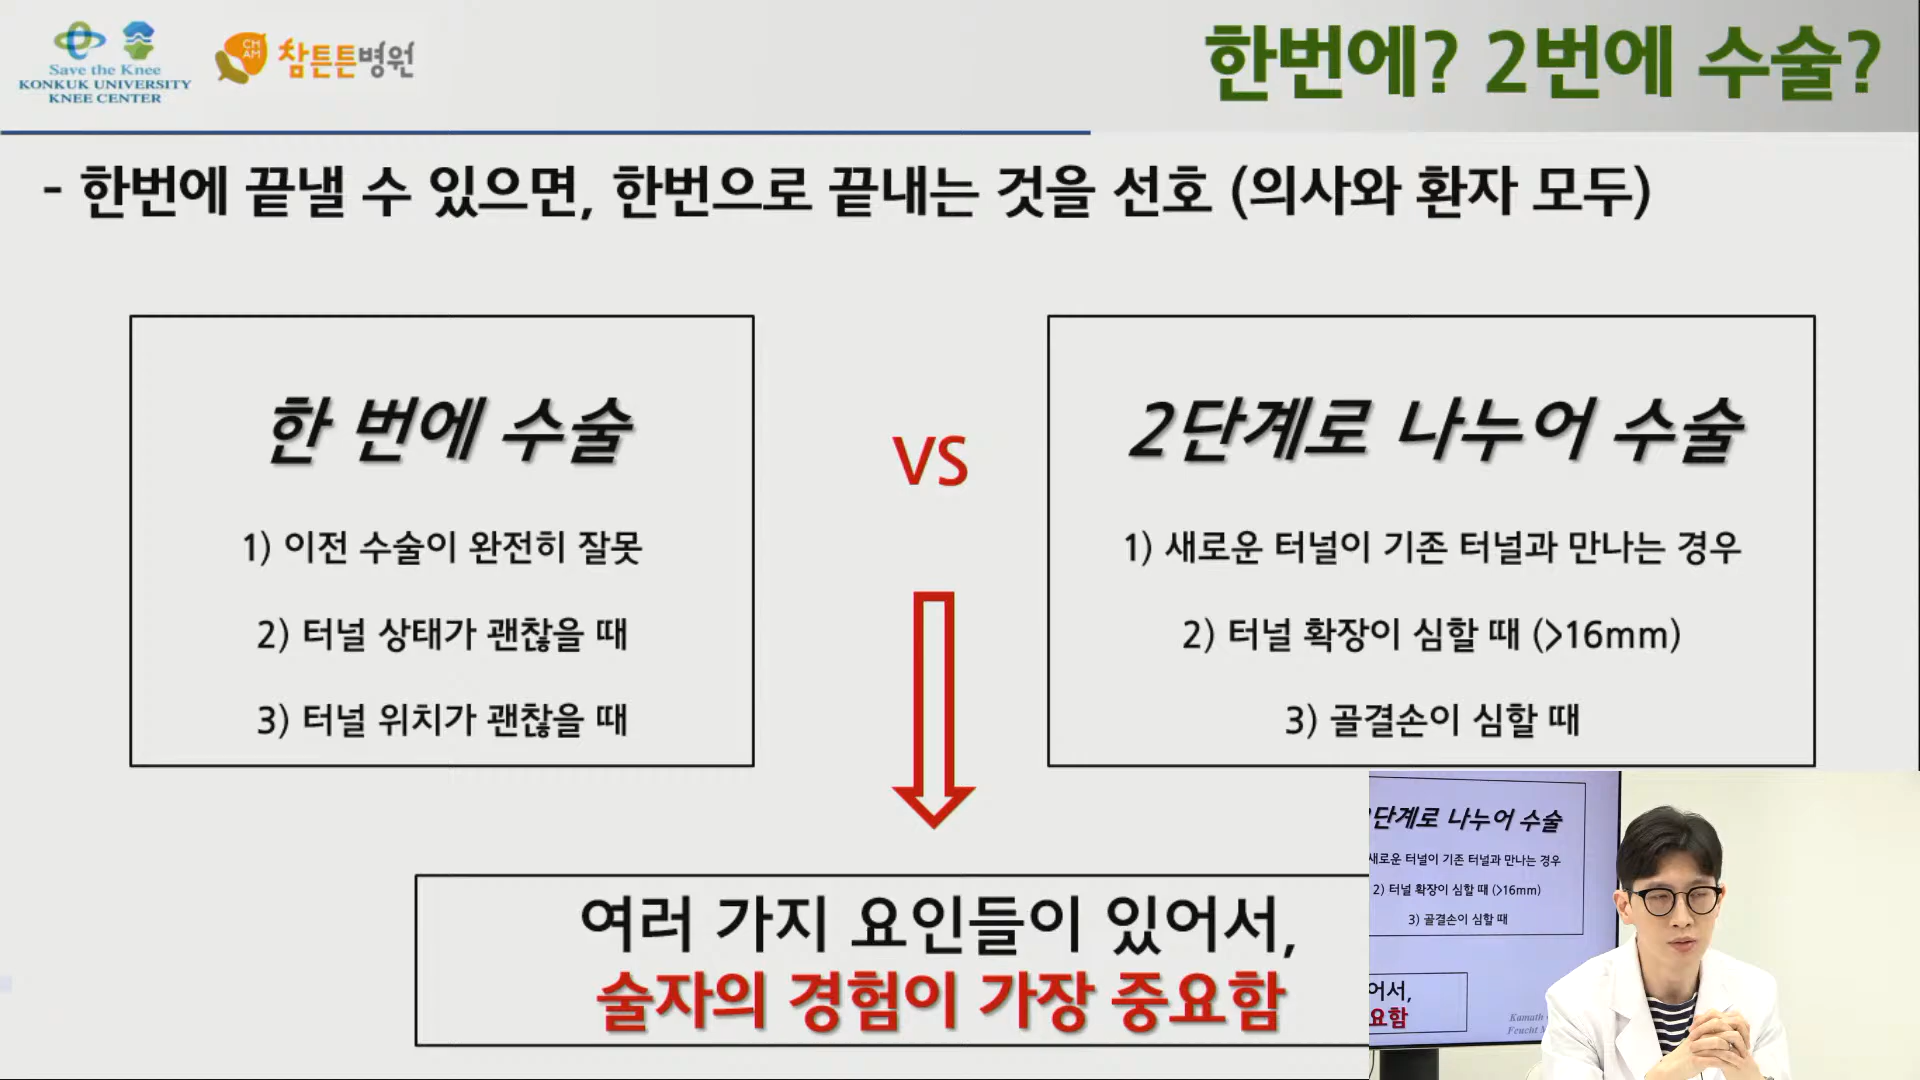 Save the Knee
KONKUK UNIVERSITY
KNEE CENTER
CH
AM
참튼튼병원
한번에? 2번에 수술?
- 한번에 끝낼 수 있으면, 한번으로 끝내는 것을 선호 (의사와 환자 모두)
한 번에 수술
1) 이전 수술이 완전히 잘못
2) 터널 상태가 괜찮을 때
3) 터널 위치가 괜찮을 때
VS
2단계로 나누어 수술
1) 새로운 터널이 기존 터널과 만나는 경우
2) 터널 확장이 심할 때 (>16mm)
3) 골결손이 심할 때
여러 가지 요인들이 있어서,
술자의 경험이 가장 중요함
단계로 나누어 수술
새로운 터널이 기존 터널과 만나는 경우
2) 터널 확장이 심할 때 (>16mm)
3) 골결손이 심할 때
어서,
요함
Kamath
Feucht